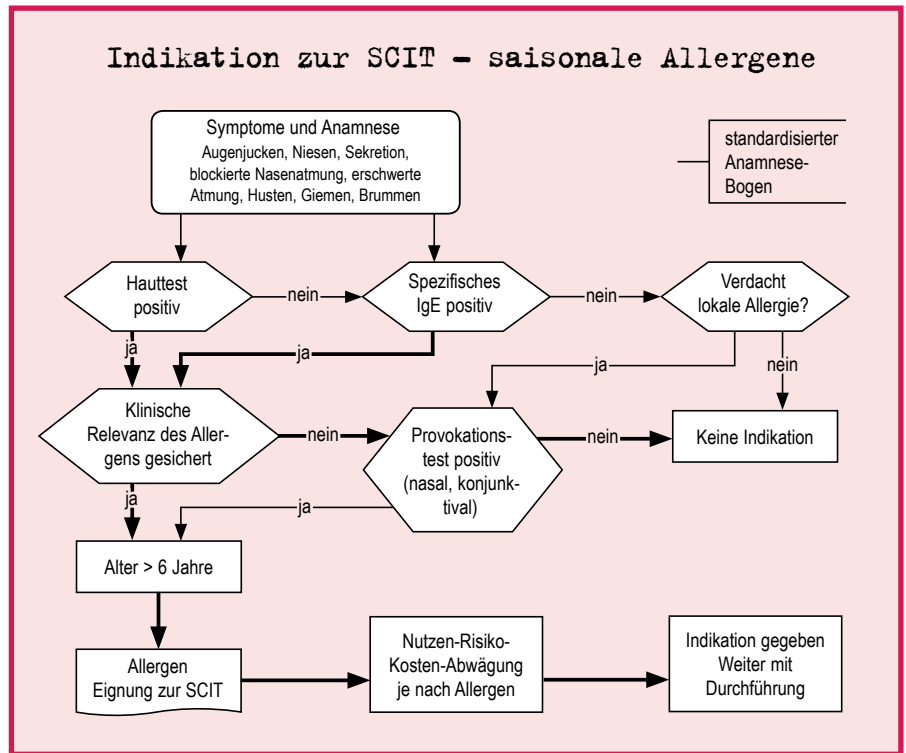 Indikation zur SCIT – saisonale Allergene
Symptome und Anamnese
Augenjucken, Niesen, Sekretion,
blockierte Nasenatmung, erschwerte
Atmung, Husten, Giemen, Brummen
standardisierter
Anamnese-
Bogen
Hauttest
positiv
nein
Spezifisches
IgE positiv
nein
Verdacht
lokale Allergie?
ja
ja
ja
nein
Klinische
Relevanz des Aller-
gens gesichert
nein
Provokations-
test positiv
(nasal, konjunk-
tival)
nein
Keine Indikation
ja
ja
Alter > 6 Jahre
Allergen
Eignung zur SCIT
Nutzen-Risiko-
Kosten-Abwägung
je nach Allergen
Indikation gegeben
Weiter mit
Durchführung